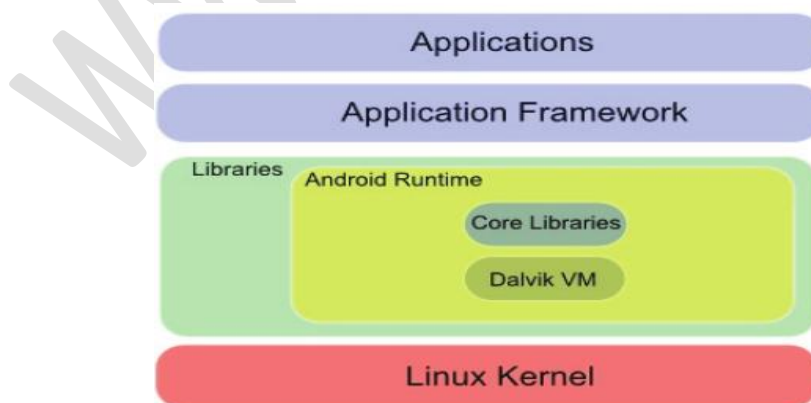 Applications
Application Framework
Libraries
Android Runtime
Core Libraries
Dalvik VM
Linux Kernel